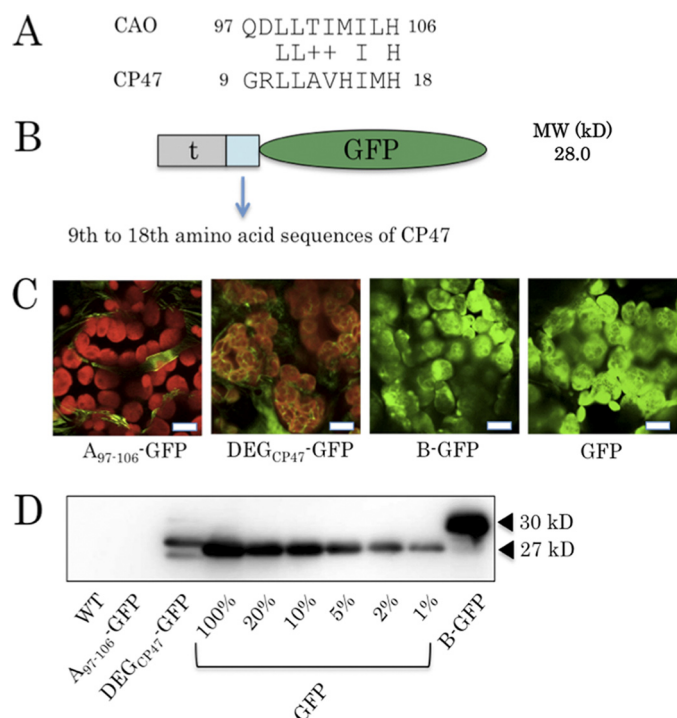 A
CAO 97 QDLLTIMILH 106
LL++ I H
CP47 9 GRLLAVHIMH 18
B
t GFP
MW (kD)
28.0
9th to 18th amino acid sequences of CP47
C
A97-106-GFP DEGCP47-GFP B-GFP GFP
D
30 kD
27 kD
WT A97-106-GFP DEGCP47-GFP 100% 20% 10% 5% 2% 1% B-GFP
GFP